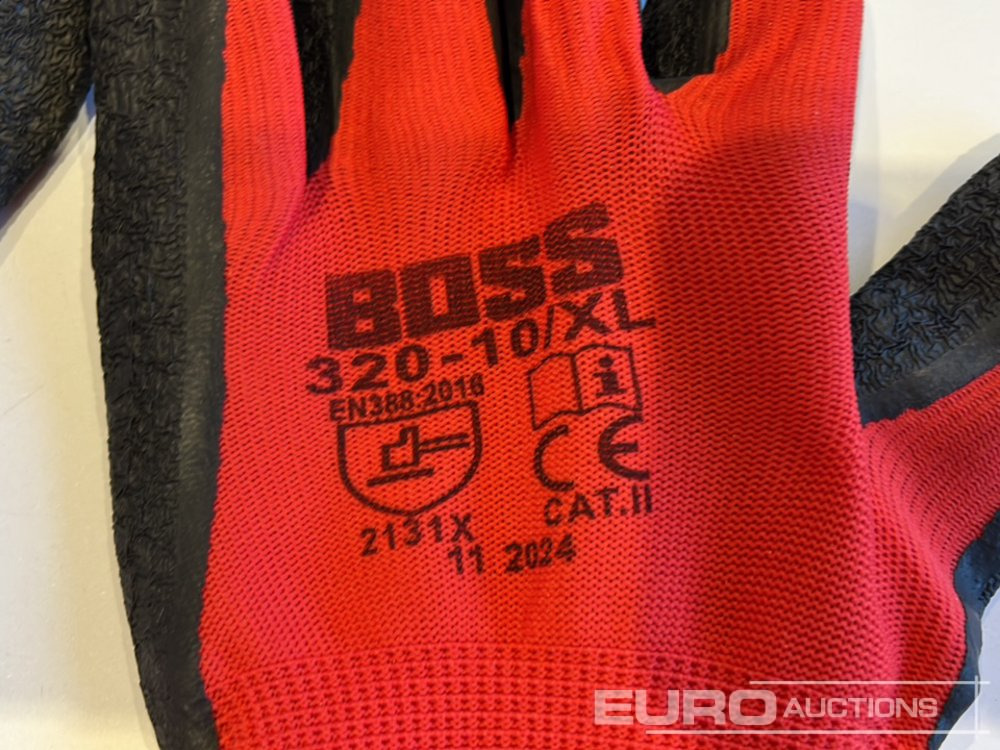 BOSS
320-10/XL
EN388:2016
i
CE
2131X
CAT.II
11 2024
EURO AUCTIONS